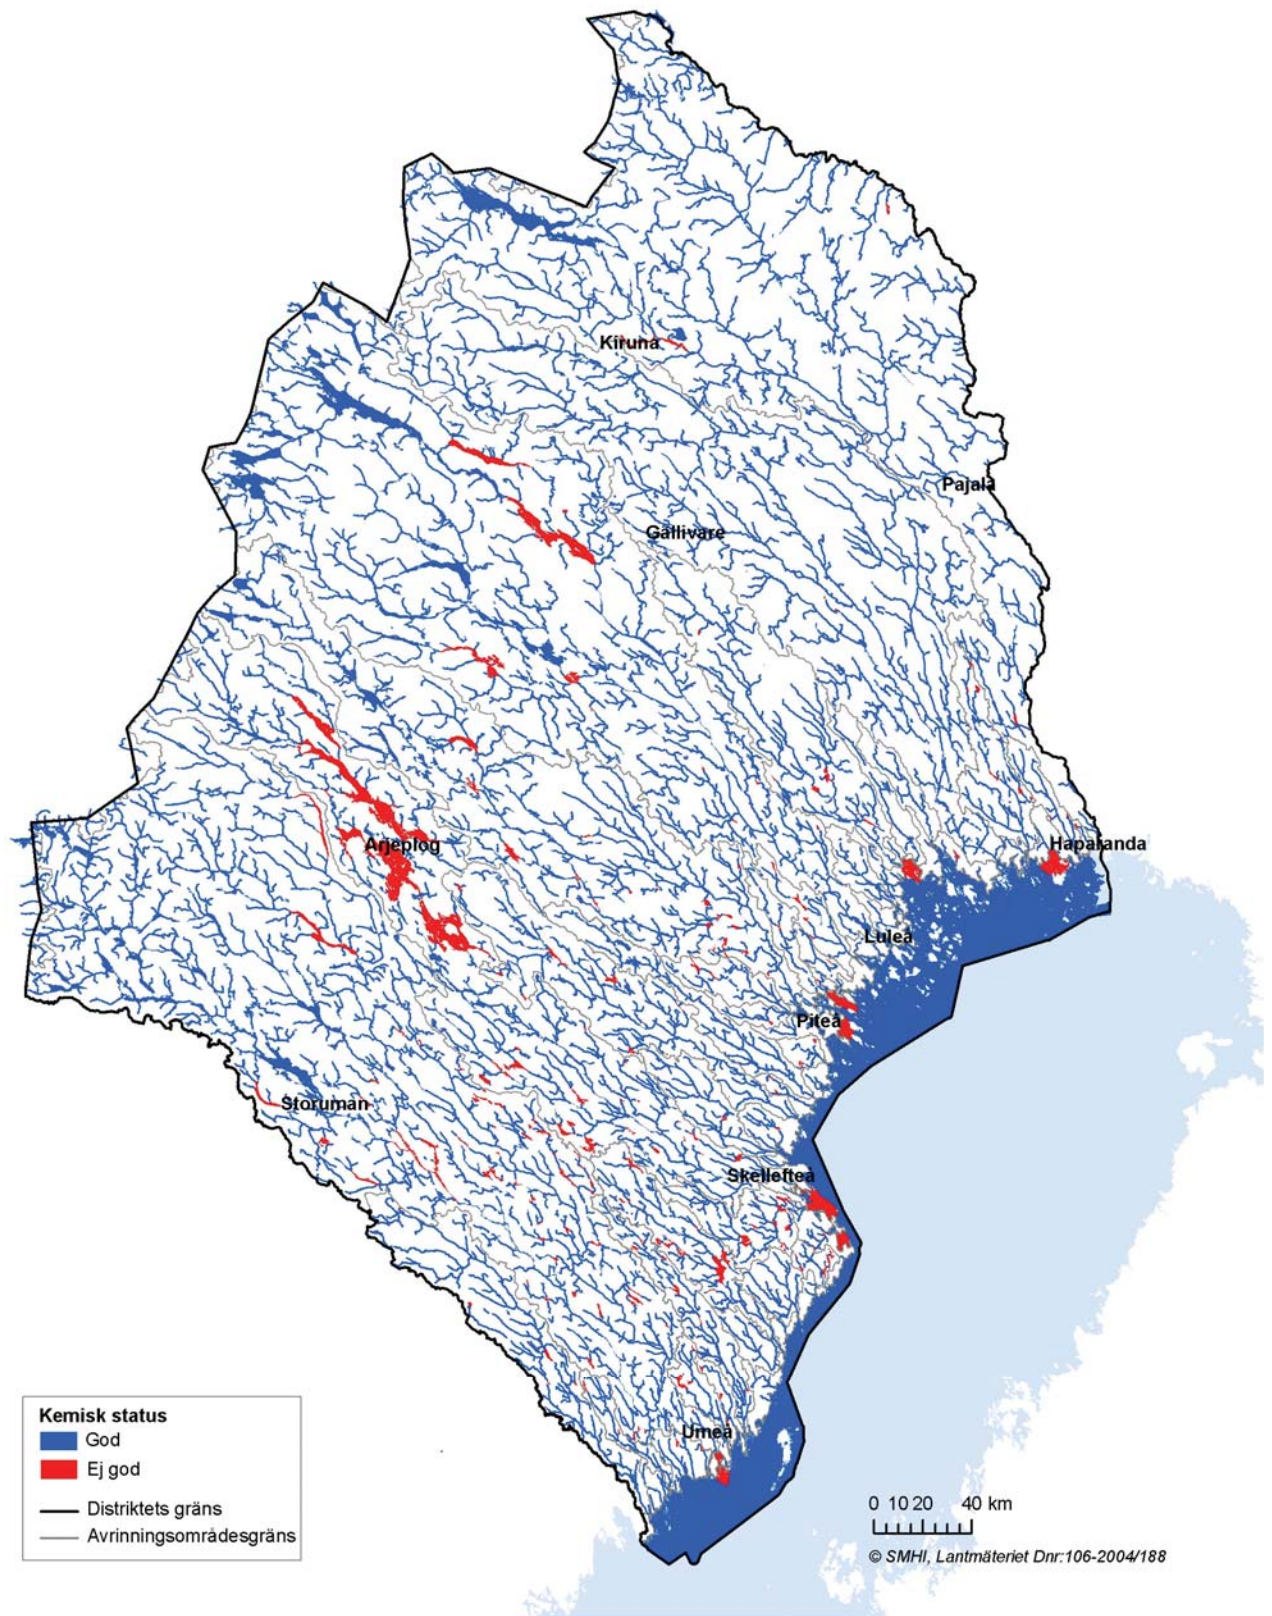 Kiruna
Pajala
Gällivare
Arjeplog
Haparanda
Luleå
Piteå
Storuman
Skellefteå
Umeå
Kemisk status
God
Ej god
Distriktets gräns
Avrinningsområdesgräns
0 10 20 40 km
© SMHI, Lantmäteriet Dnr:106-2004/188